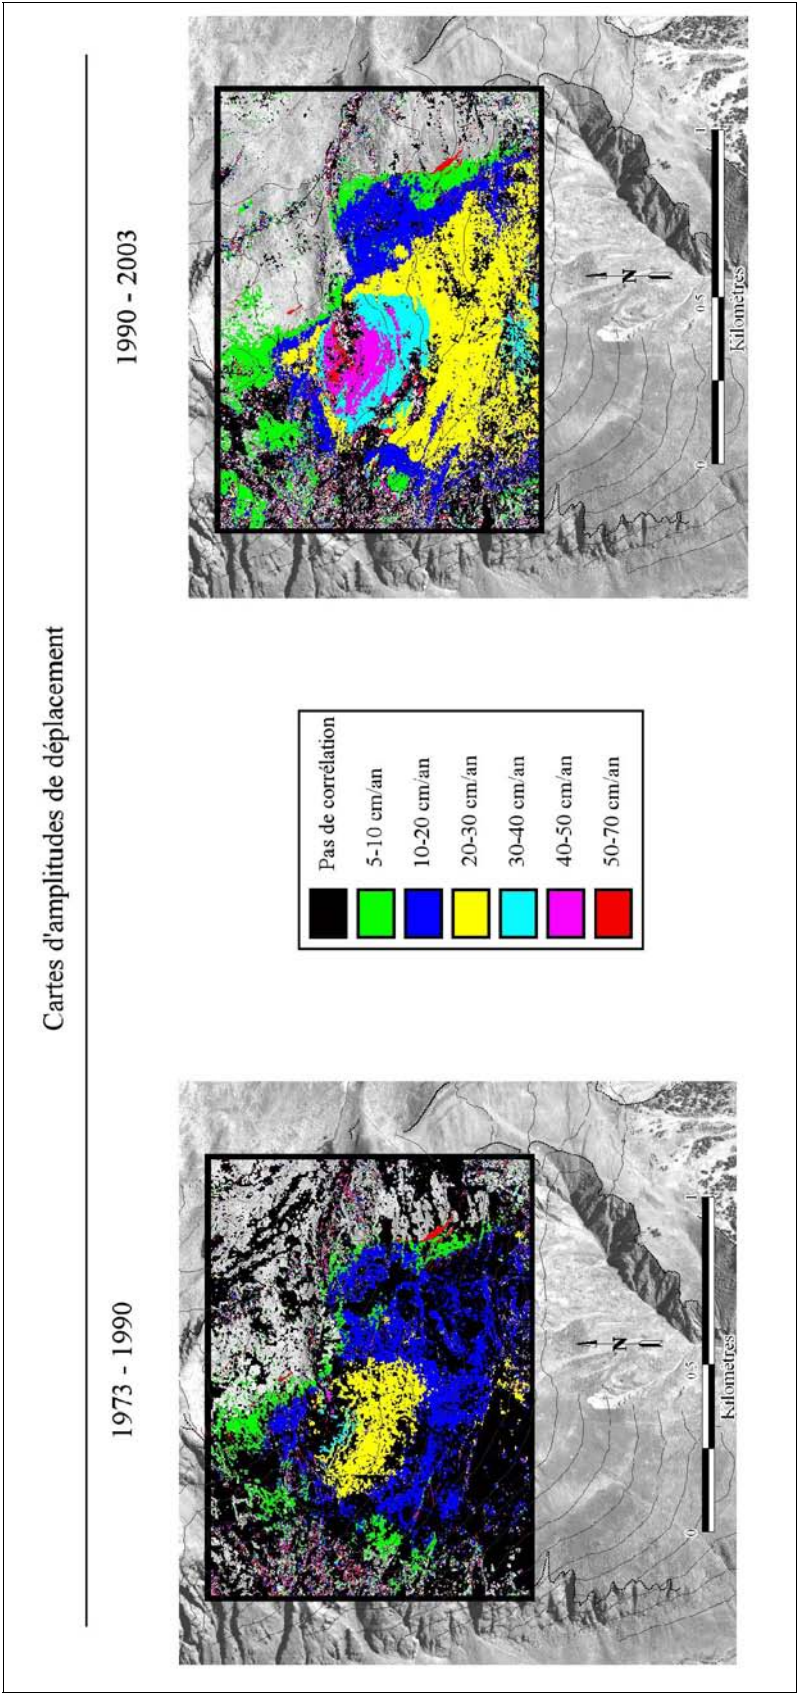 Cartes d'amplitudes de déplacement
1973 - 1990
N
0
0.5
1
Kilometres
Pas de corrélation
5-10 cm/an
10-20 cm/an
20-30 cm/an
30-40 cm/an
40-50 cm/an
50-70 cm/an
1990 - 2003
N
0
0.5
1
Kilometres